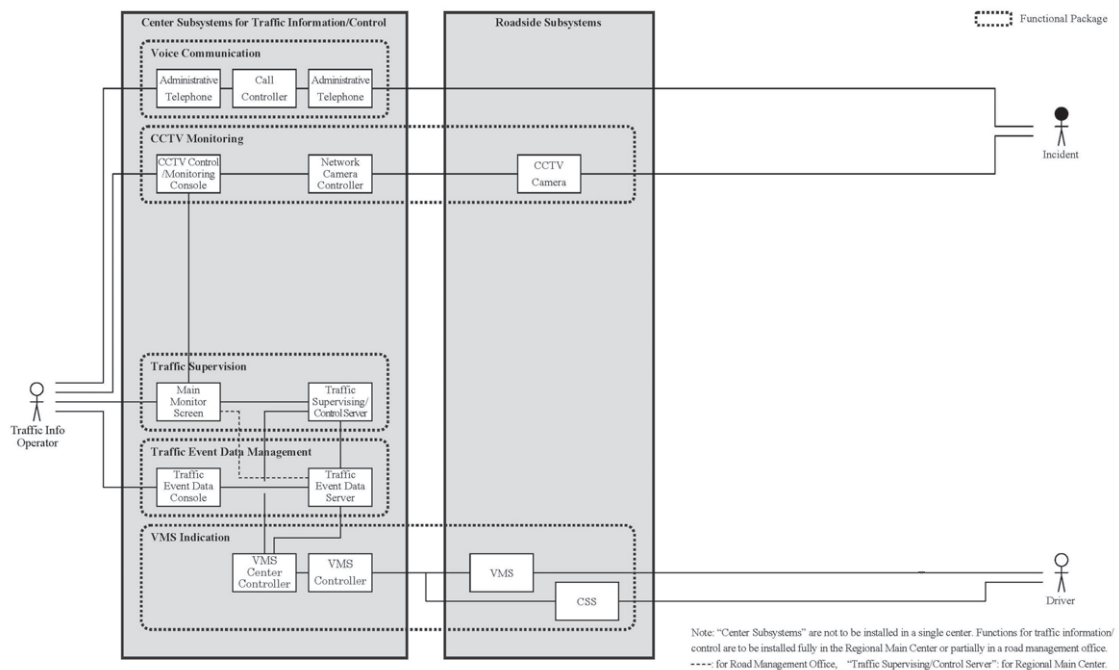 Center Subsystems for Traffic Information/Control
Roadside Subsystems
Functional Package
Voice Communication
Administrative
Telephone
Call
Controller
Administrative
Telephone
CCTV Monitoring
CCTV Control
/Monitoring
Console
Network
Camera
Controller
CCTV
Camera
Incident
Traffic Supervision
Main
Monitor
Screen
Traffic
Supervising/
Control Server
Traffic Info
Operator
Traffic Event Data Management
Traffic
Event Data
Console
Traffic
Event Data
Server
VMS Indication
VMS
Center
Controller
VMS
Controller
VMS
CSS
Driver
Note: “Center Subsystems” are not to be installed in a single center. Functions for traffic information/
control are to be installed fully in the Regional Main Center or partially in a road management office.
-----: for Road Management Office, “Traffic Supervising/Control Server”: for Regional Main Center.